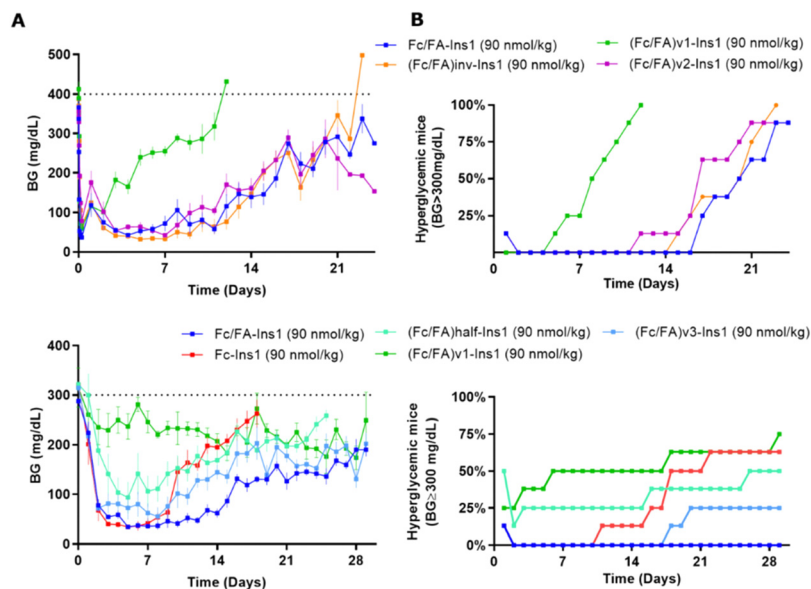 A
B
Fc/FA-Ins1 (90 nmol/kg)
(Fc/FA)v1-Ins1 (90 nmol/kg)
(Fc/FA)inv-Ins1 (90 nmol/kg)
(Fc/FA)v2-Ins1 (90 nmol/kg)
500
400
300
200
100
0
BG (mg/dL)
0
7
14
21
Time (Days)
100%
75%
50%
25%
Hyperglycemic mice
(BG>300mg/dL)
7
14
21
Time (Days)
Fc/FA-Ins1 (90 nmol/kg)
(Fc/FA)half-Ins1 (90 nmol/kg)
(Fc/FA)v3-Ins1 (90 nmol/kg)
Fc-Ins1 (90 nmol/kg)
(Fc/FA)v1-Ins1 (90 nmol/kg)
400
300
200
100
0
BG (mg/dL)
0
7
14
21
28
Time (Days)
100%
75%
50%
25%
0%
Hyperglycemic mice
(BG≥300 mg/dL)
0
7
14
21
28
Time (Days)